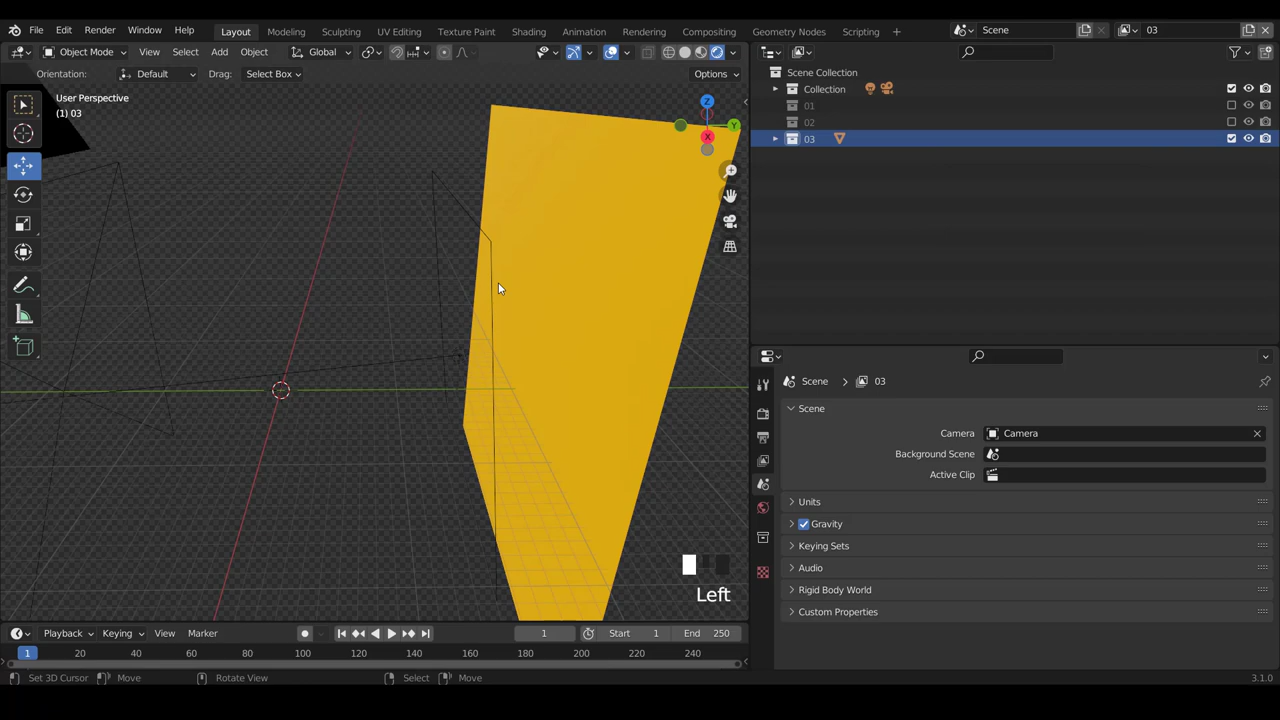 File Edit Render Window Help Layout Modeling Sculpting UV Editing Texture Paint Shading Animation Rendering Compositing Geometry Nodes Scripting + Scene 03
Object Mode View Select Add Object Global
Orientation: Default Drag: Select Box Options
User Perspective
(1) 03
Z
Y
X
Scene Collection
Collection
01
02
03
Scene > 03
Scene
Camera Camera
Background Scene
Active Clip
Units
Gravity
Keying Sets
Audio
Rigid Body World
Custom Properties
Left
Playback Keying View Marker 1 Start 1 End 250
1 20 40 60 80 100 120 140 160 180 200 220 240
Set 3D Cursor Move Rotate View Select Move 3.1.0